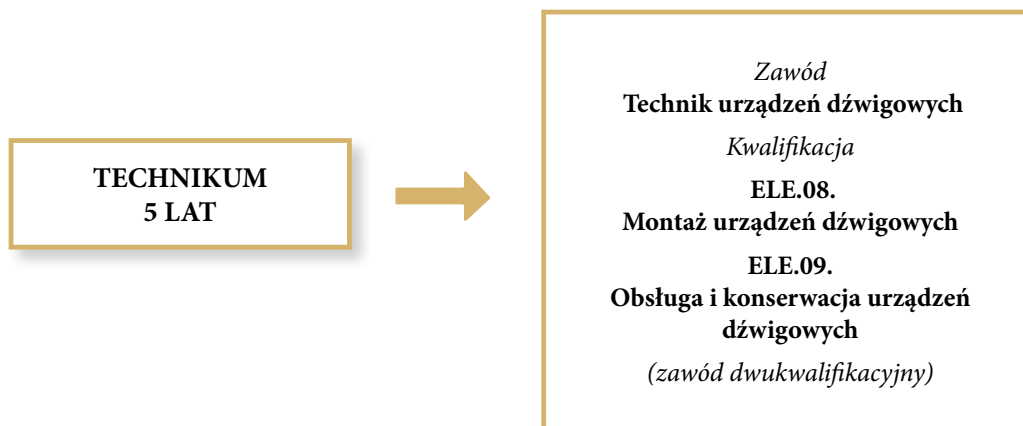 TECHNIKUM
5 LAT
Zawód
Technik urządzeń dźwigowych
Kwalifikacja
ELE.08.
Montaż urządzeń dźwigowych
ELE.09.
Obsługa i konserwacja urządzeń
dźwigowych
(zawód dwukwalifikacyjny)